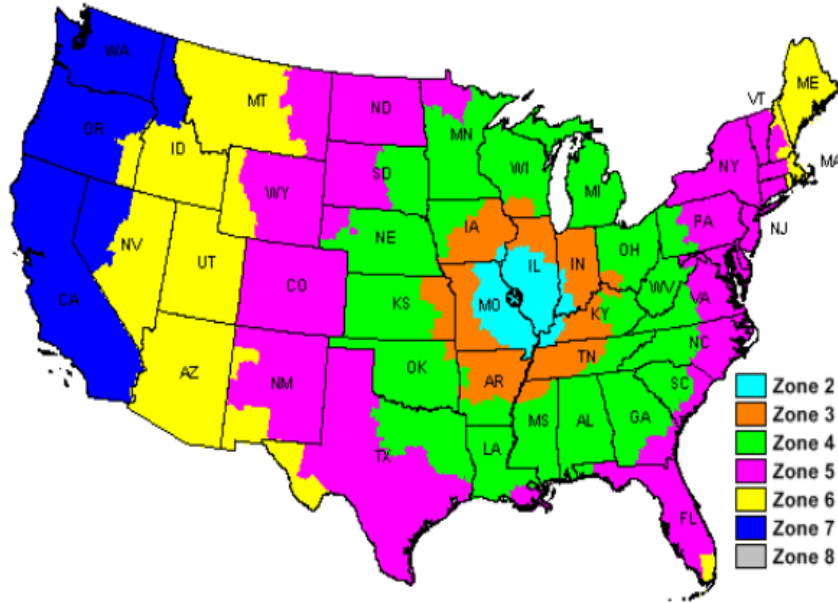 WA
MT
ND
MN
ME
VT
OR
ID
WY
SD
WI
MI
NY
MA
NV
UT
CO
NE
IA
IL
IN
OH
PA
NJ
CA
KS
MO
KY
WV
VA
AZ
NM
OK
AR
TN
NC
SC
TX
LA
MS
AL
GA
FL
Zone 2
Zone 3
Zone 4
Zone 5
Zone 6
Zone 7
Zone 8